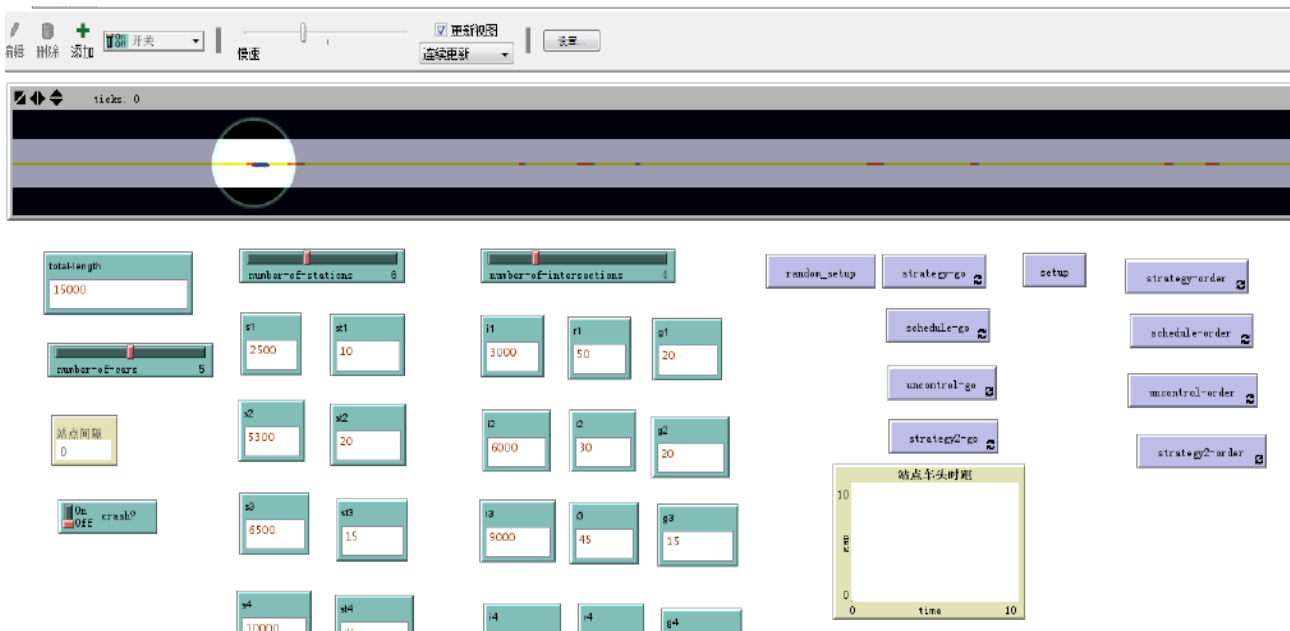 编辑 删除 添加 On Off 开关 慢速 重新视图
连续更新 设置...
ticks: 0
total-length
15000
number-of-stations 6
number-of-intersections 4
random_setup strategy-go setup strategy-order
s1 st1 i1 r1 g1
2500 10 3000 50 20
schedule-go schedule-order
number-of-cars 5
uncontrol-go uncontrol-order
s2 st2 i2 r2 g2
5300 20 6000 30 20
站点间隔
0
strategy2-go strategy2-order
站点车头时距
10
0
0 time 10
On
Off crash?
s3 st3 i3 g3
6500 15 9000 45 15
s4 st4 i4 r4 g4
10000